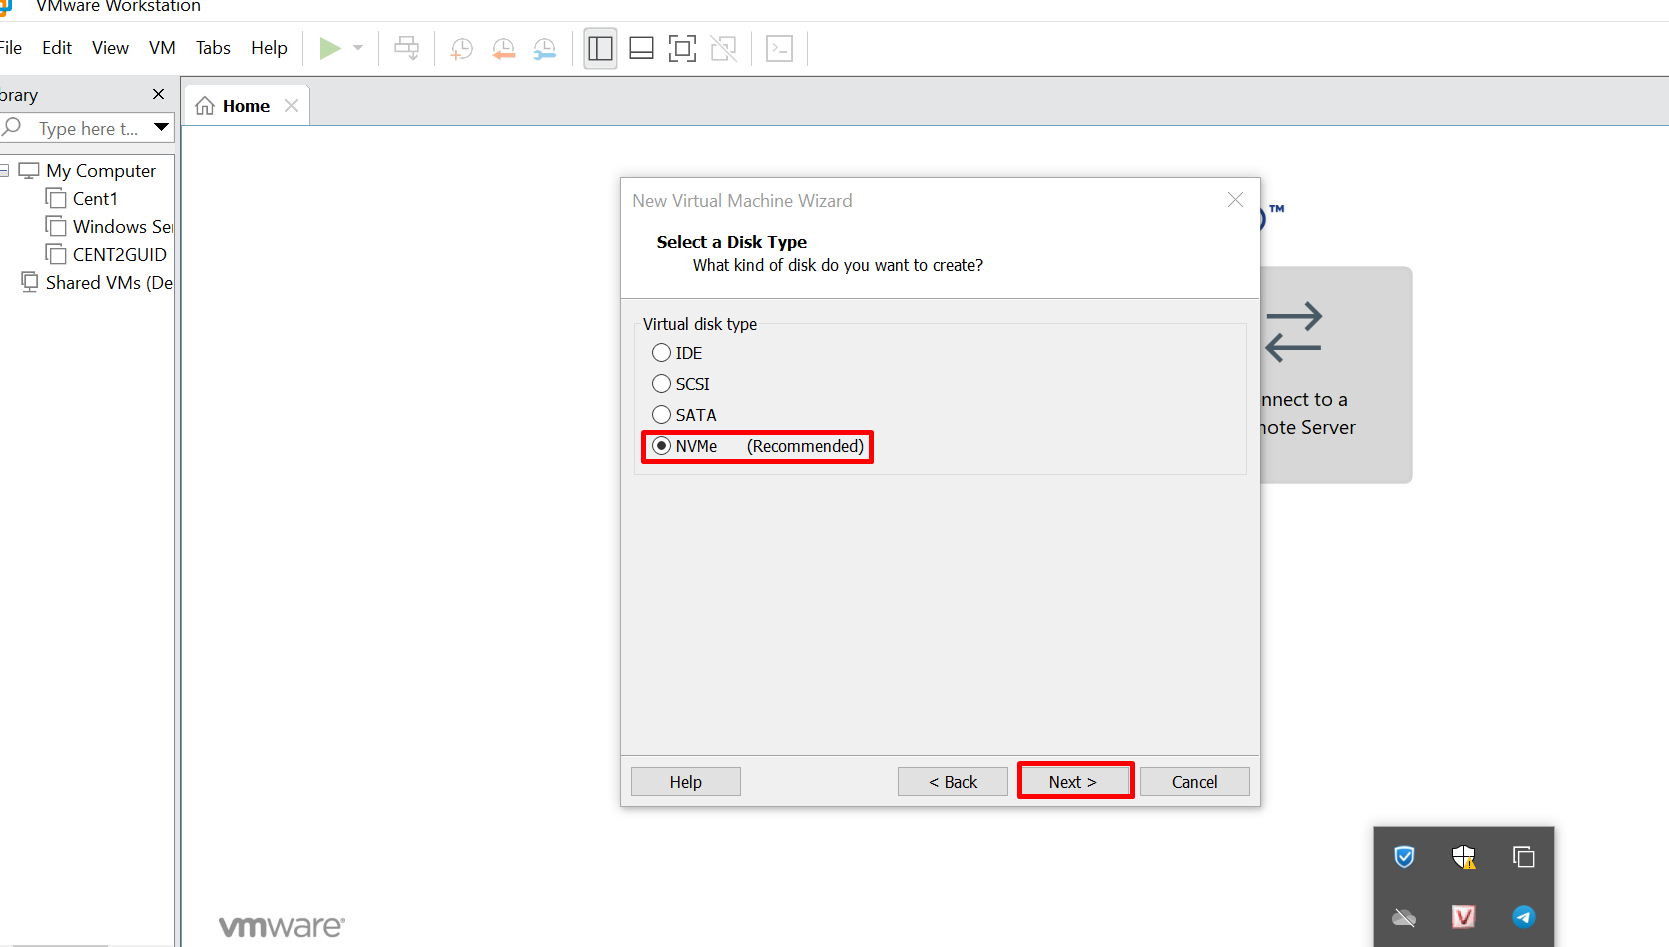 VMware Workstation
File Edit View VM Tabs Help
brary
Home
Type here t...
My Computer
Cent1
Windows Ser
CENT2GUID
Shared VMs (De
New Virtual Machine Wizard
TM
Select a Disk Type
What kind of disk do you want to create?
Virtual disk type
IDE
SCSI
SATA
NVMe (Recommended)
nnect to a
note Server
Help
< Back
Next >
Cancel
vmware